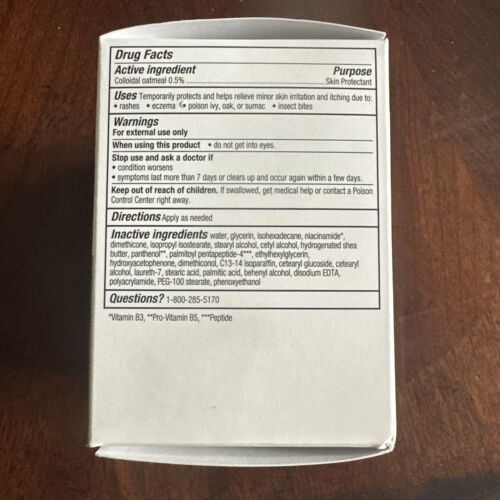 Drug Facts
Active ingredient Purpose
Colloidal oatmeal 0.5% Skin Protectant
Uses Temporarily protects and helps relieve minor skin irritation and itching due to:
• rashes • eczema • poison ivy, oak, or sumac • insect bites
Warnings
For external use only
When using this product • do not get into eyes.
Stop use and ask a doctor if
• condition worsens
• symptoms last more than 7 days or clears up and occur again within a few days.
Keep out of reach of children. If swallowed, get medical help or contact a Poison
Control Center right away.
Directions Apply as needed
Inactive ingredients water, glycerin, isohexadecane, niacinamide*,
dimethicone, isopropyl isostearate, stearyl alcohol, cetyl alcohol, hydrogenated shea
butter, panthenol**, palmitoyl pentapeptide-4***, ethylhexylglycerin,
hydroxyacetophenone, dimethiconol, C13-14 isoparaffin, cetearyl glucoside, cetearyl
alcohol, laureth-7, stearic acid, palmitic acid, behenyl alcohol, disodium EDTA,
polyacrylamide, PEG-100 stearate, phenoxyethanol
Questions? 1-800-285-5170
*Vitamin B3, **Pro-Vitamin B5, ***Peptide